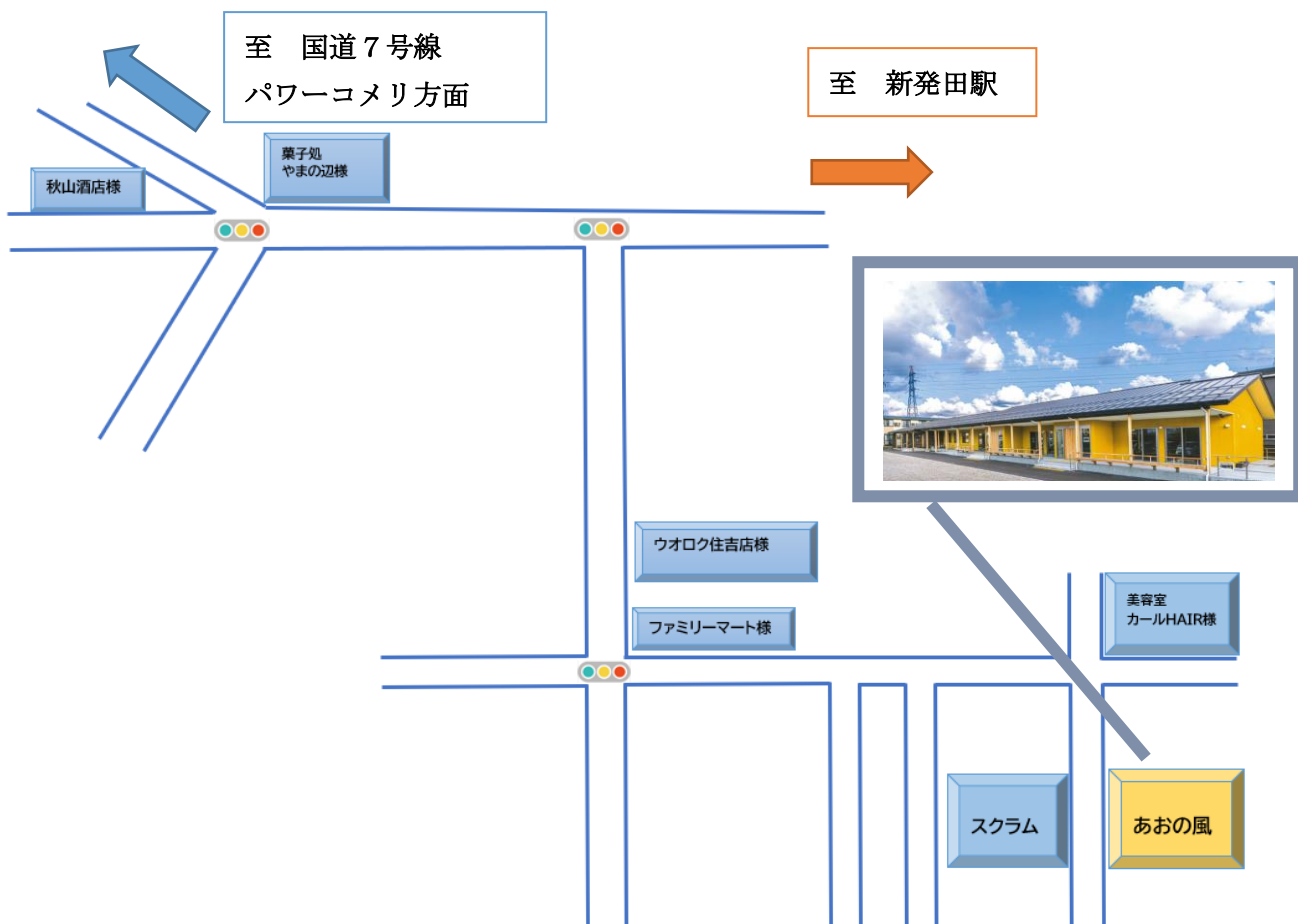 至　国道７号線
パワーコメリ方面
至　新発田駅
菓子処
やまの辺様
秋山酒店様
ウオロク住吉店様
ファミリーマート様
美容室
カールHAIR様
スクラム
あおの風